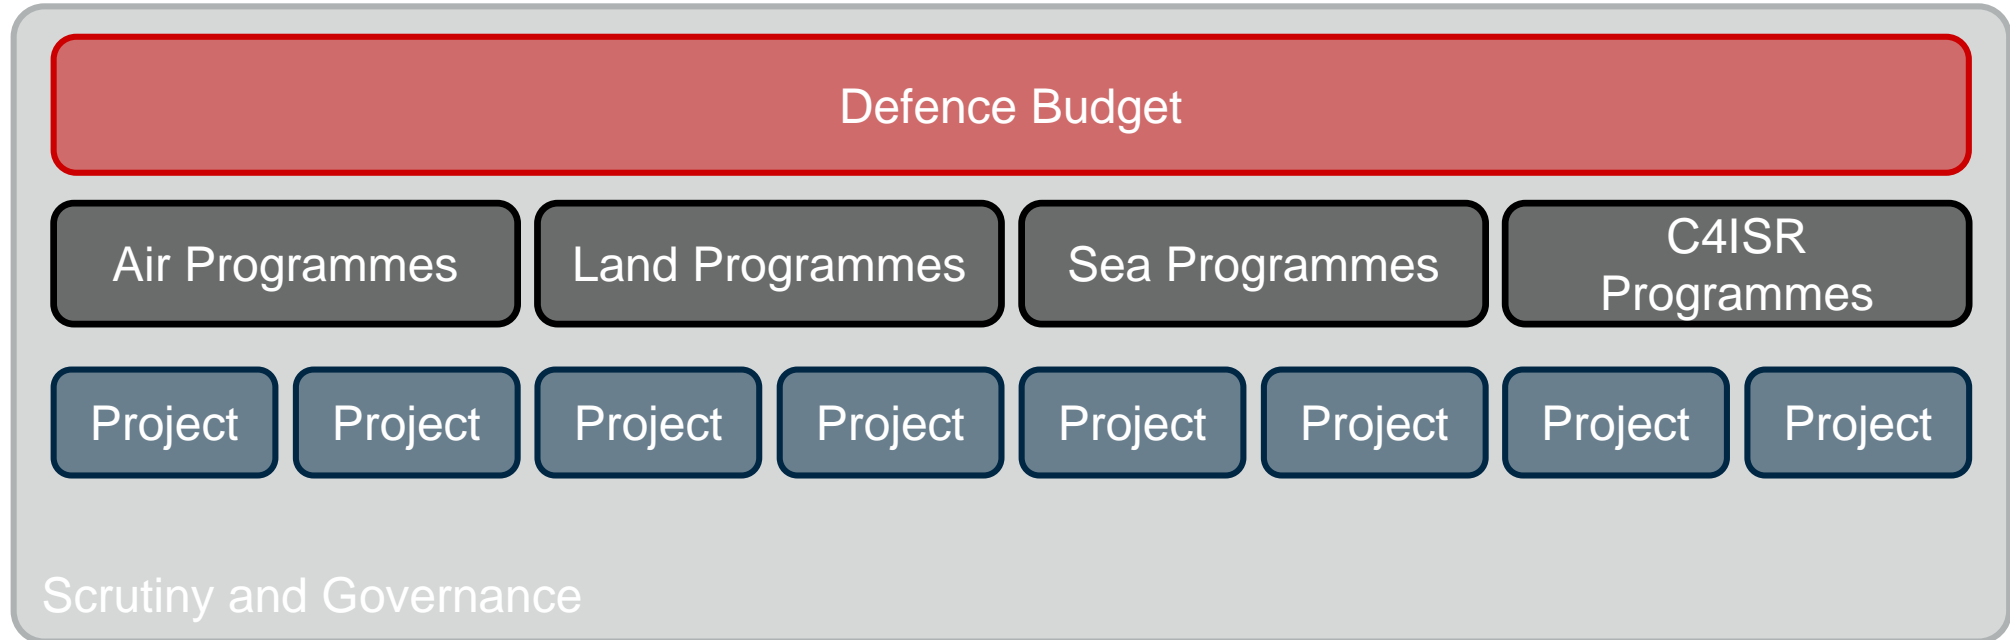 Defence Budget
Air Programmes
Land Programmes
Sea Programmes
C4ISR
Programmes
Project
Project
Project
Project
Project
Project
Project
Project
Scrutiny and Governance